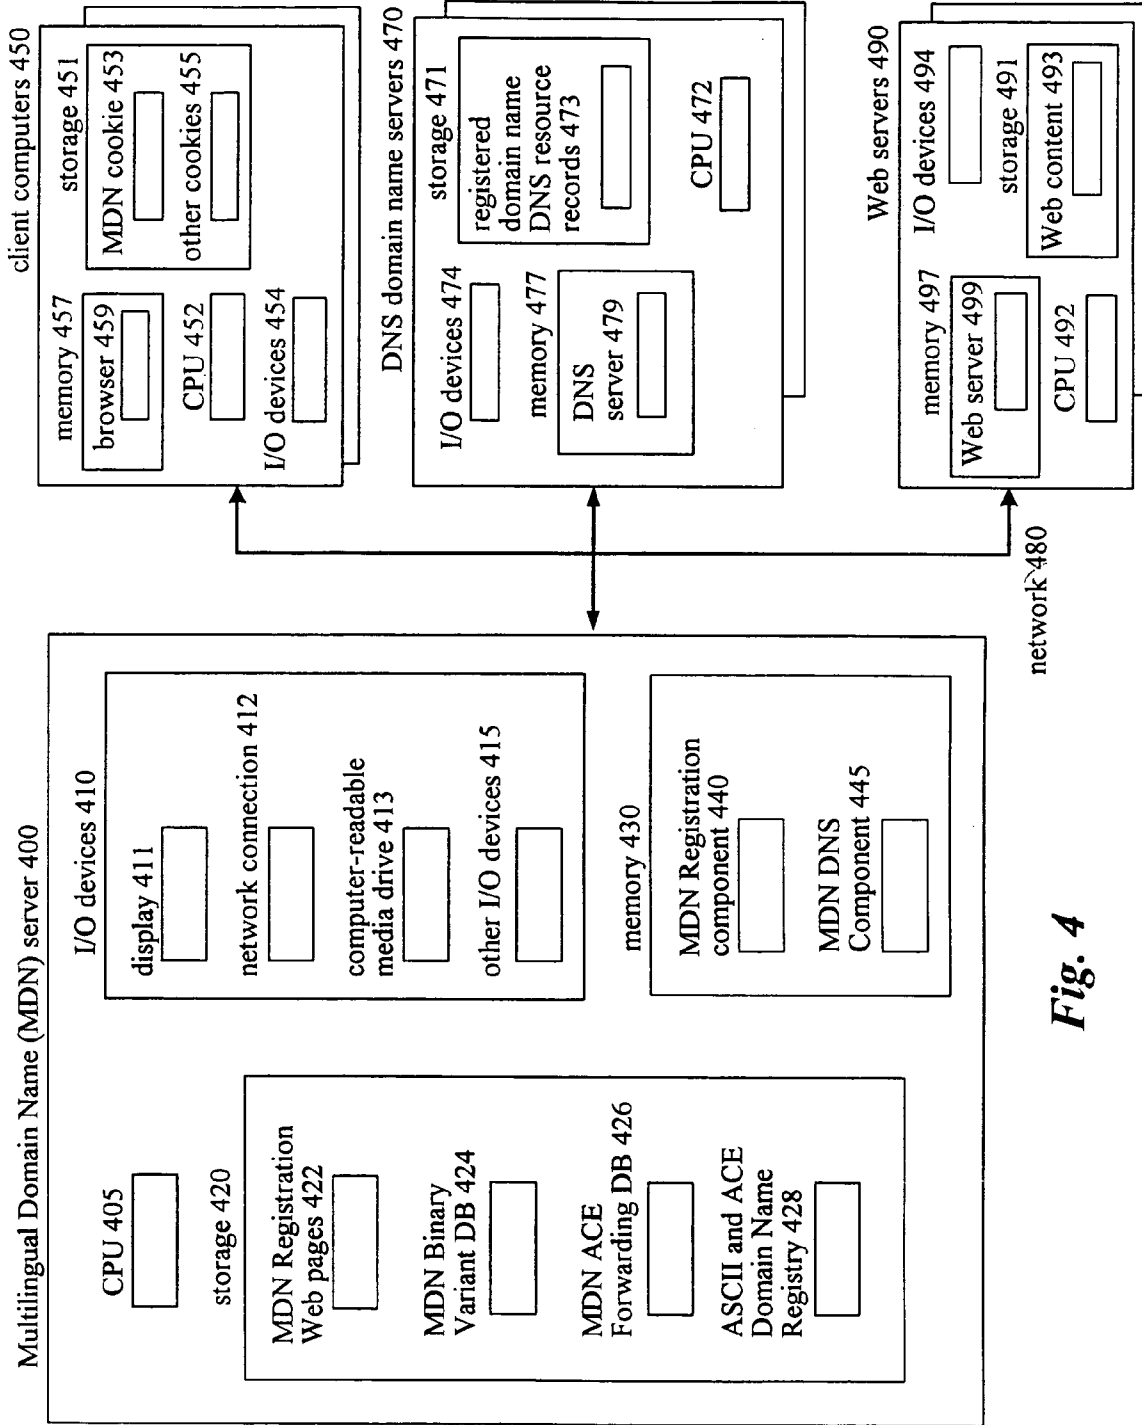 Multilingual Domain Name (MDN) server 400
CPU 405
storage 420
MDN Registration
Web pages 422
MDN Binary
Variant DB 424
MDN ACE
Forwarding DB 426
ASCII and ACE
Domain Name
Registry 428
I/O devices 410
display 411
network connection 412
computer-readable
media drive 413
other I/O devices 415
memory 430
MDN Registration
component 440
MDN DNS
Component 445
client computers 450
memory 457
browser 459
CPU 452
I/O devices 454
storage 451
MDN cookie 453
other cookies 455
DNS domain name servers 470
I/O devices 474
memory 477
DNS
server 479
storage 471
registered
domain name
DNS resource
records 473
CPU 472
Web servers 490
memory 497
Web server 499
CPU 492
I/O devices 494
storage 491
Web content 493
network 480
Fig. 4